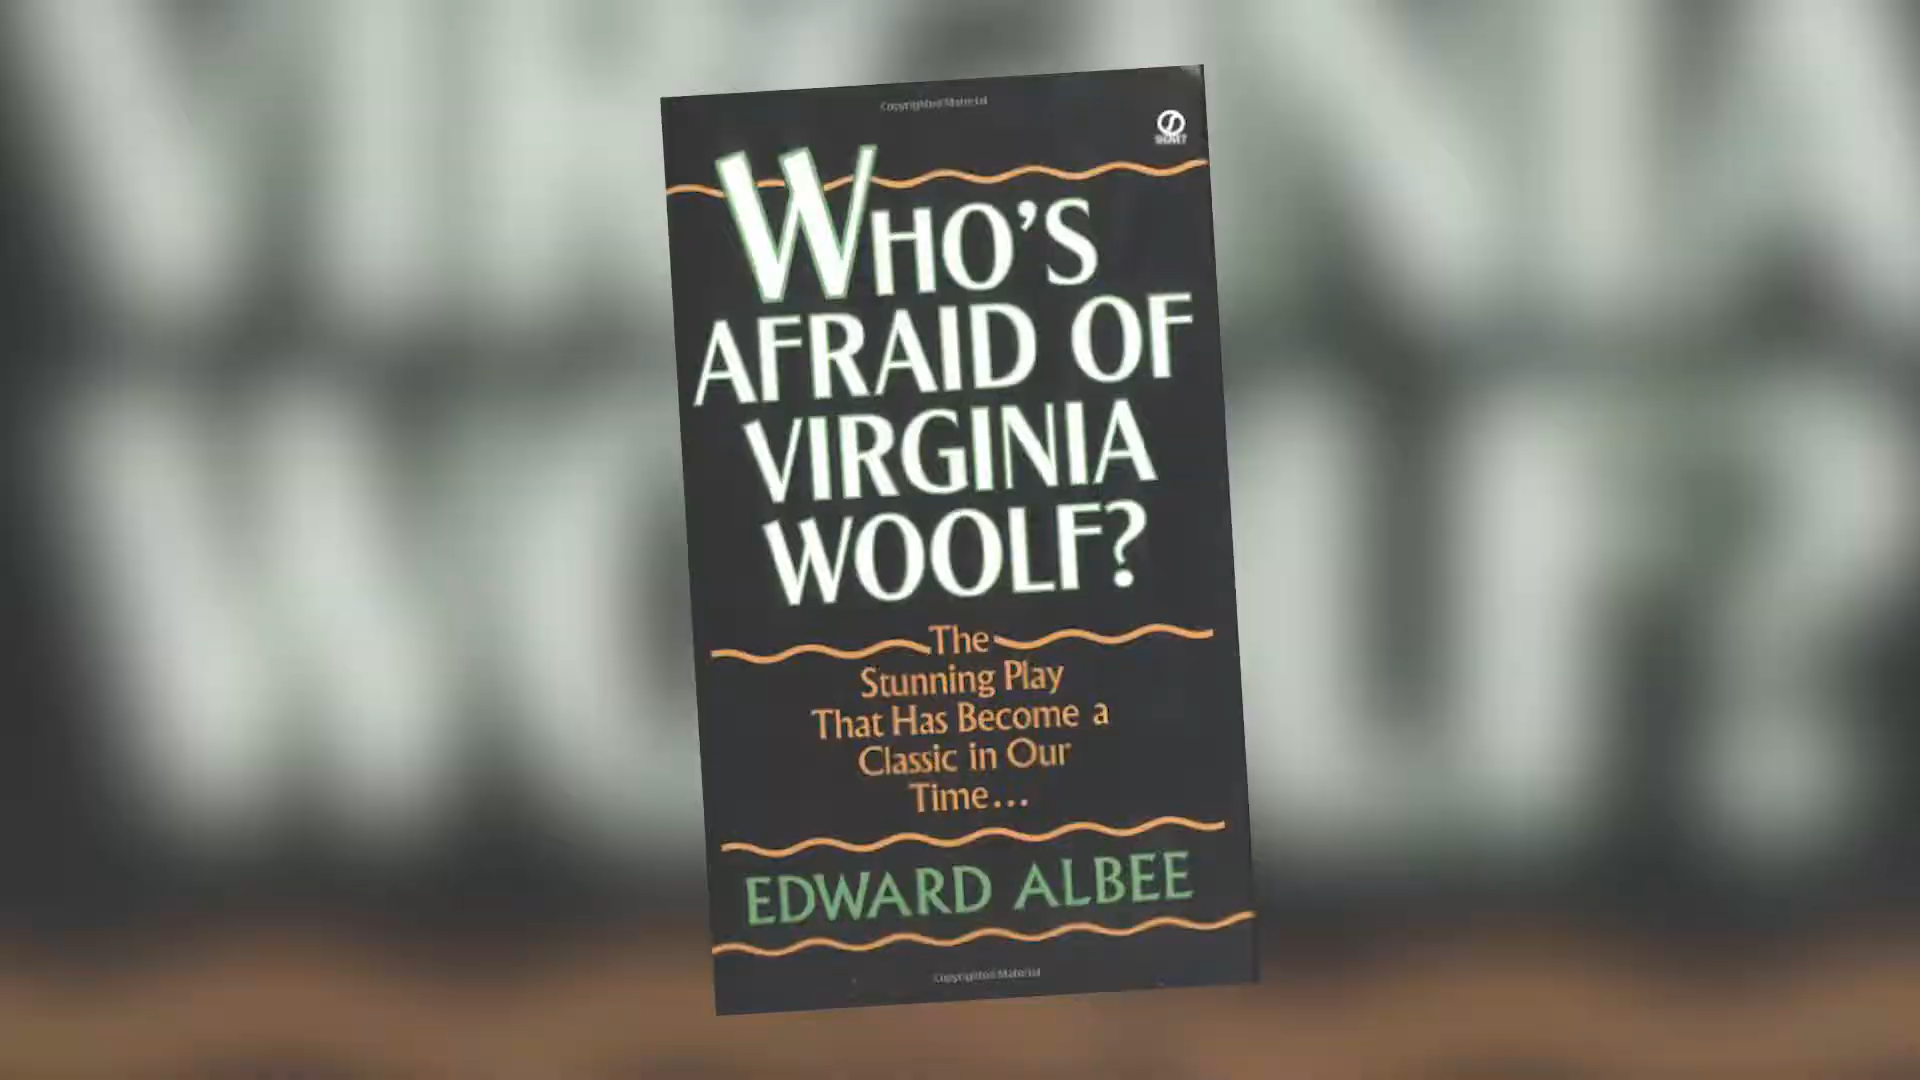 Copyrighted Material
SIGNET
WHO'S
AFRAID OF
VIRGINIA
WOOLF?
The
Stunning Play
That Has Become a
Classic in Our
Time...
EDWARD ALBEE
Copyrighted Material